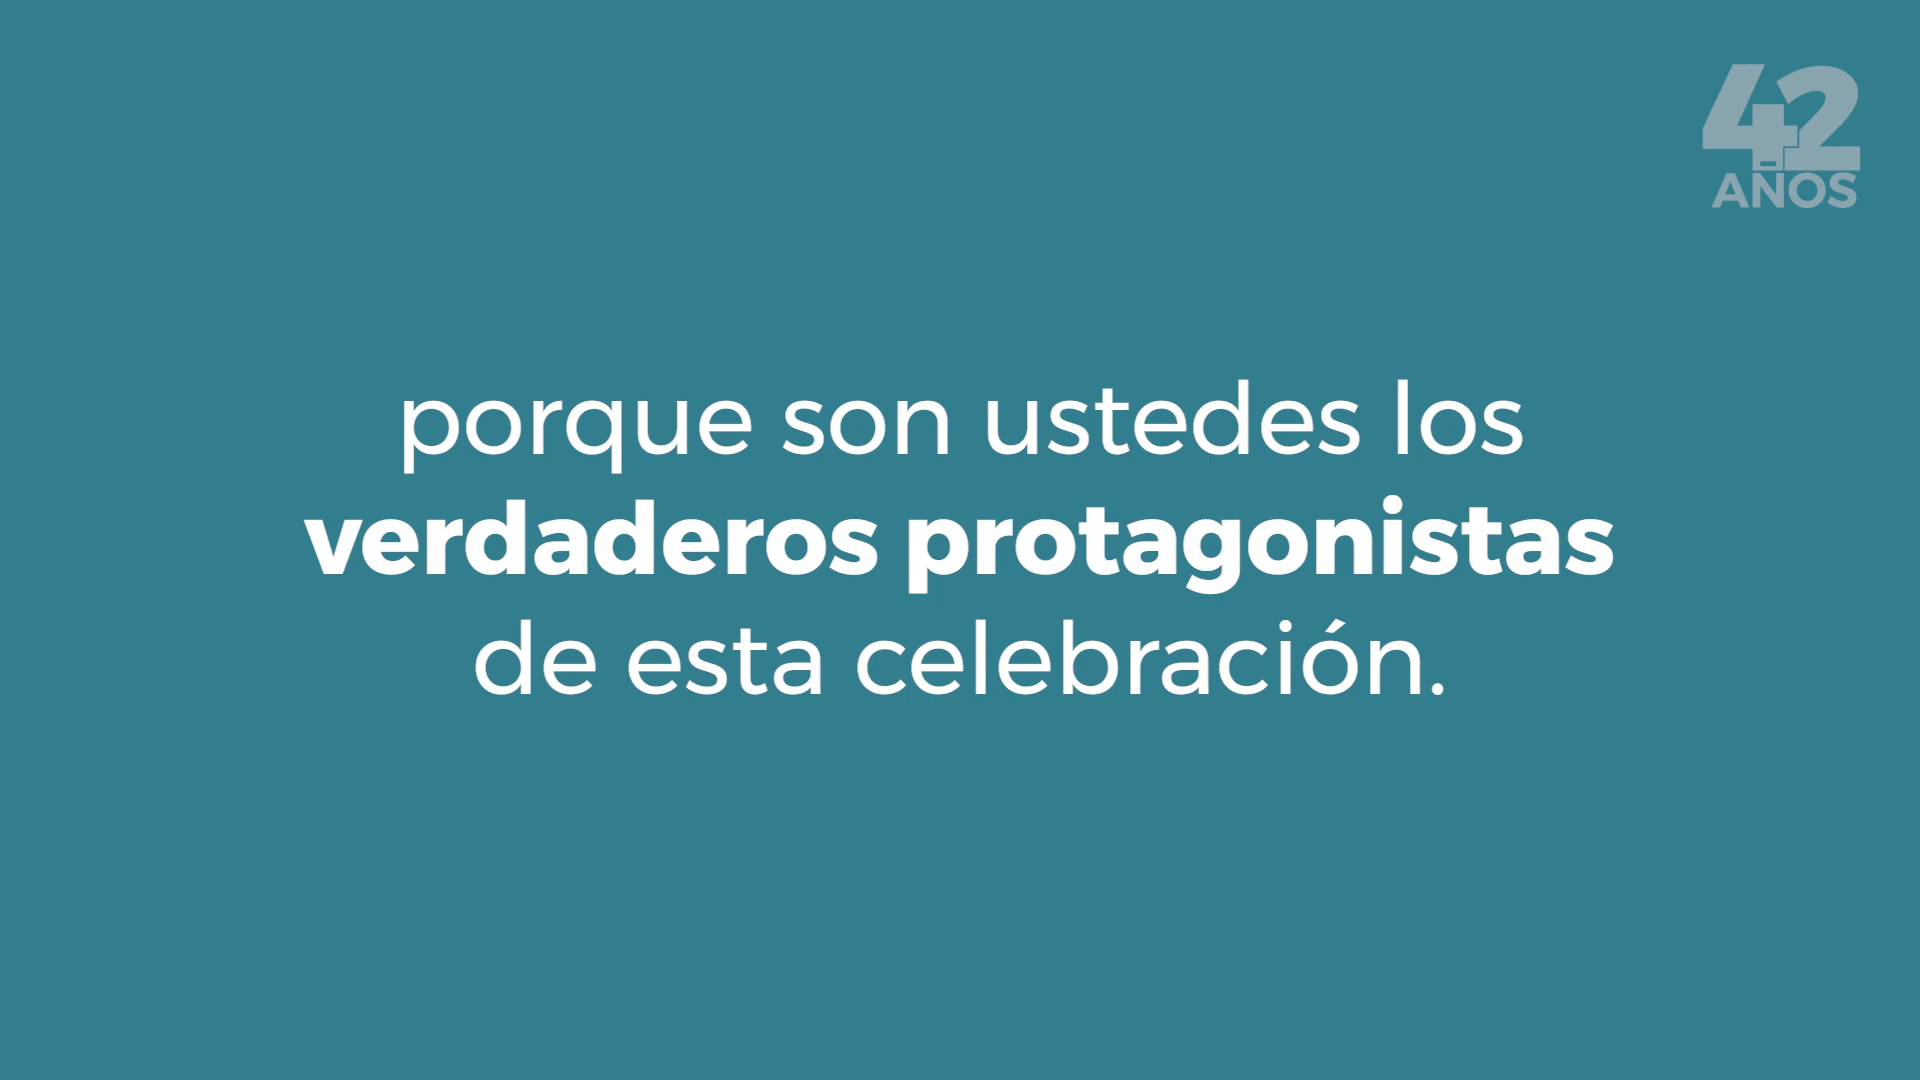 42
AÑOS
porque son ustedes los
verdaderos protagonistas
de esta celebración.